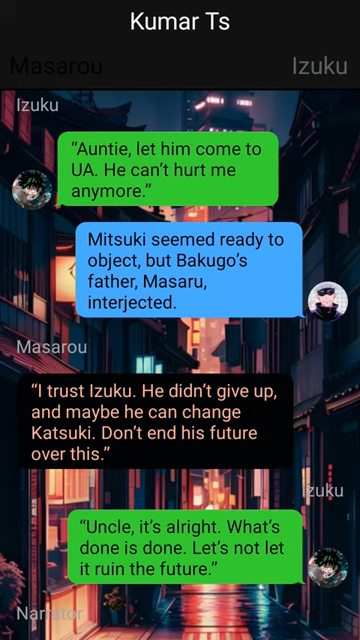 Kumar Ts
Masarou
Izuku
Izuku
“Auntie, let him come to
UA. He can’t hurt me
anymore.”
Mitsuki seemed ready to
object, but Bakugo’s
father, Masaru,
interjected.
Masarou
“I trust Izuku. He didn’t give up,
and maybe he can change
Katsuki. Don’t end his future
over this.”
Izuku
“Uncle, it’s alright. What’s
done is done. Let’s not let
it ruin the future.”
Narrator